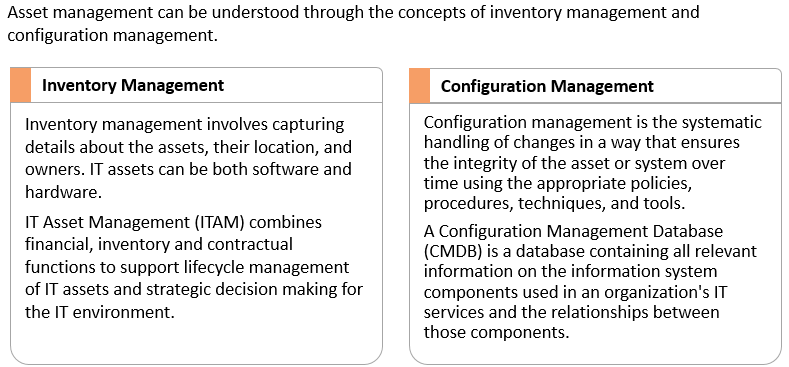 Asset management can be understood through the concepts of inventory management and
configuration management.
Inventory Management
Inventory management involves capturing
details about the assets, their location, and
owners. IT assets can be both software and
hardware.
IT Asset Management (ITAM) combines
financial, inventory and contractual
functions to support lifecycle management
of IT assets and strategic decision making for
the IT environment.
Configuration Management
Configuration management is the systematic
handling of changes in a way that ensures
the integrity of the asset or system over
time using the appropriate policies,
procedures, techniques, and tools.
A Configuration Management Database
(CMDB) is a database containing all relevant
information on the information system
components used in an organization's IT
services and the relationships between
those components.